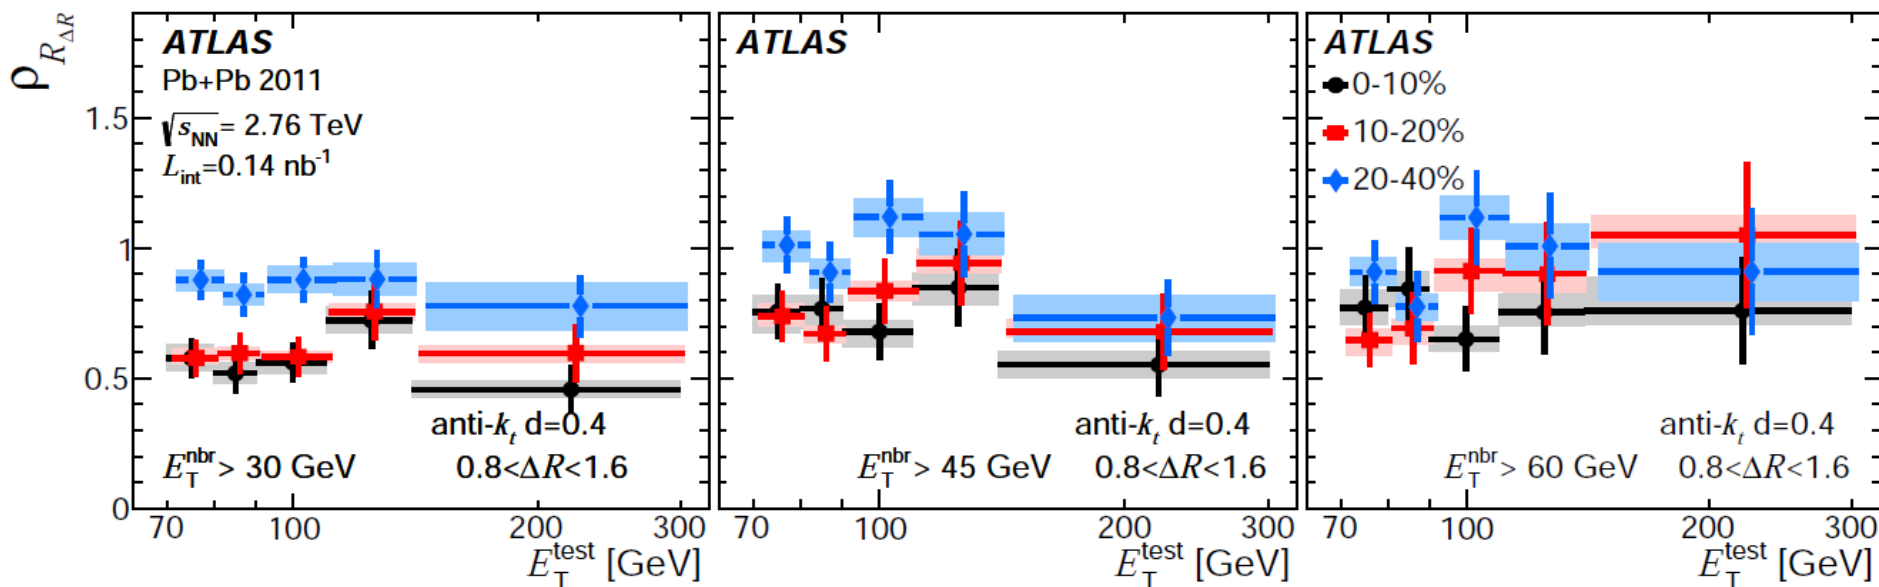 ρ_{R_{ΔR}}
ATLAS
Pb+Pb 2011
√s_{NN}= 2.76 TeV
L_{int}=0.14 nb^{-1}
1.5
1
0.5
0
anti-k_t d=0.4
E_T^{nbr}> 30 GeV 0.8<ΔR<1.6
70 100 200 300
E_T^{test} [GeV]
ATLAS
anti-k_t d=0.4
E_T^{nbr}> 45 GeV 0.8<ΔR<1.6
70 100 200 300
E_T^{test} [GeV]
ATLAS
0-10%
10-20%
20-40%
anti-k_t d=0.4
E_T^{nbr}> 60 GeV 0.8<ΔR<1.6
70 100 200 300
E_T^{test} [GeV]